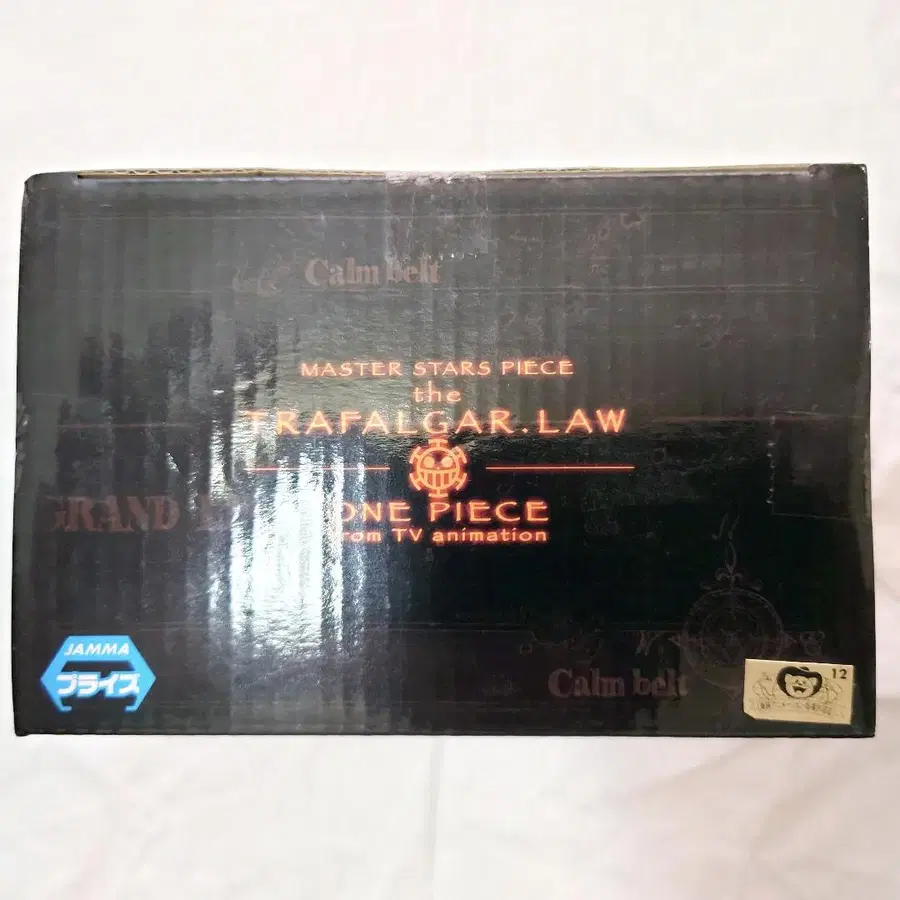 Calm belt
MASTER STARS PIECE
the
TRAFALGAR.LAW
GRAND
ONE PIECE
from TV animation
JAMMA
プライズ
Calm belt
12